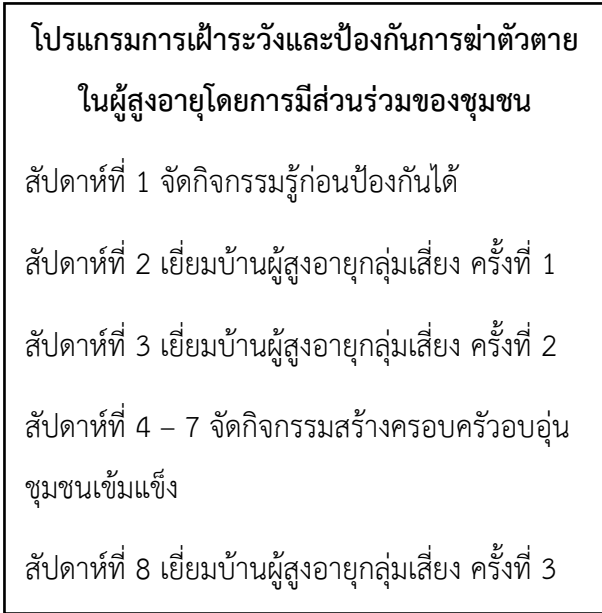 โปรแกรมการเฝ้าระวังและป้องกันการฆ่าตัวตาย
ในผู้สูงอายุโดยการมีส่วนร่วมของชุมชน
สัปดาห์ที่ 1 จัดกิจกรรมรู้ก่อนป้องกันได้
สัปดาห์ที่ 2 เยี่ยมบ้านผู้สูงอายุกลุ่มเสี่ยง ครั้งที่ 1
สัปดาห์ที่ 3 เยี่ยมบ้านผู้สูงอายุกลุ่มเสี่ยง ครั้งที่ 2
สัปดาห์ที่ 4 – 7 จัดกิจกรรมสร้างครอบครัวอบอุ่น
ชุมชนเข้มแข็ง
สัปดาห์ที่ 8 เยี่ยมบ้านผู้สูงอายุกลุ่มเสี่ยง ครั้งที่ 3